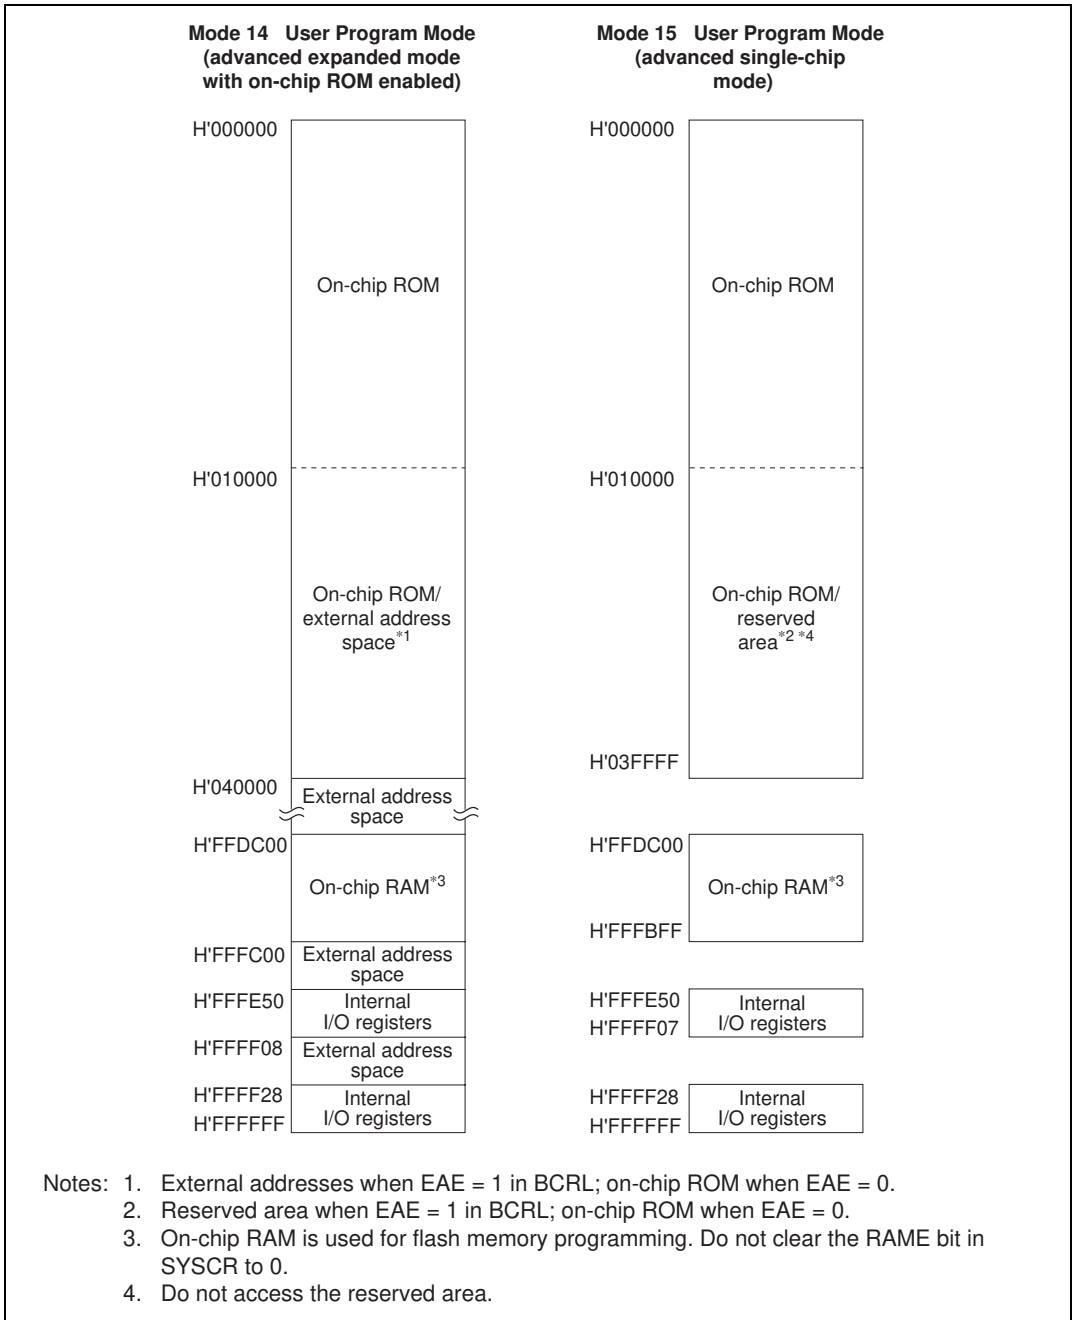 Mode 14   User Program Mode
(advanced expanded mode
with on-chip ROM enabled)
H'000000
On-chip ROM
H'010000
On-chip ROM/
external address
space*1
H'040000
External address
space
H'FFDC00
On-chip RAM*3
H'FFFC00
External address
space
H'FFFE50
Internal
I/O registers
H'FFFF08
External address
space
H'FFFF28
Internal
I/O registers
H'FFFFFF
Mode 15   User Program Mode
(advanced single-chip
mode)
H'000000
On-chip ROM
H'010000
On-chip ROM/
reserved
area*2 *4
H'03FFFF
H'FFDC00
On-chip RAM*3
H'FFFBFF
H'FFFE50
Internal
I/O registers
H'FFFF07
H'FFFF28
Internal
I/O registers
H'FFFFFF
Notes: 1. External addresses when EAE = 1 in BCRL; on-chip ROM when EAE = 0.
2. Reserved area when EAE = 1 in BCRL; on-chip ROM when EAE = 0.
3. On-chip RAM is used for flash memory programming. Do not clear the RAME bit in
SYSCR to 0.
4. Do not access the reserved area.